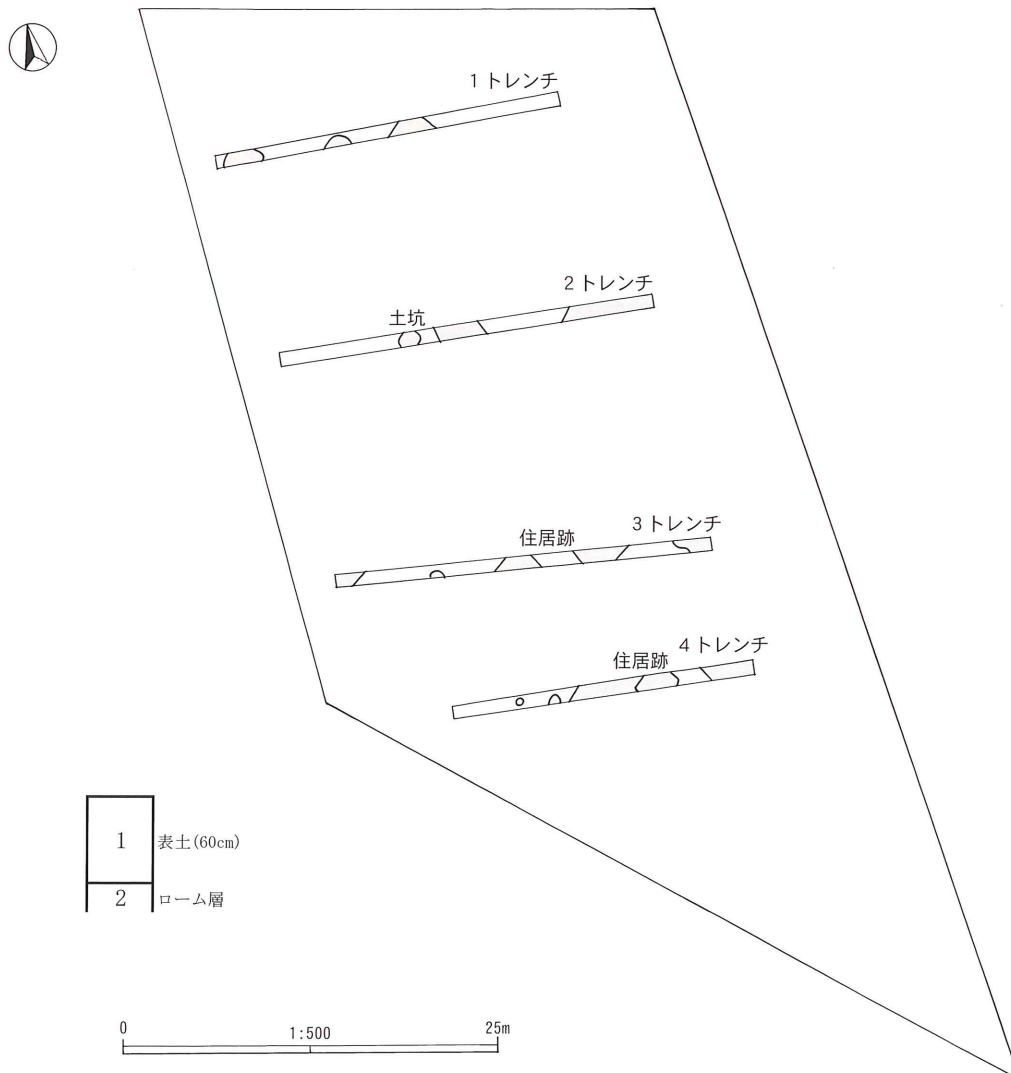 1 トレンチ
2 トレンチ
土坑
3 トレンチ
住居跡
4 トレンチ
住居跡
1 表土(60cm)
2 ローム層
0 1:500 25m